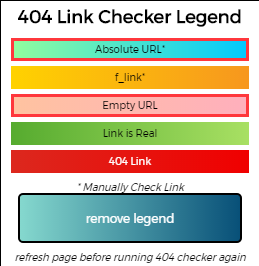 404 Link Checker Legend
Absolute URL*
f_link*
Empty URL
Link is Real
404 Link
* Manually Check Link
remove legend
refresh page before running 404 checker again